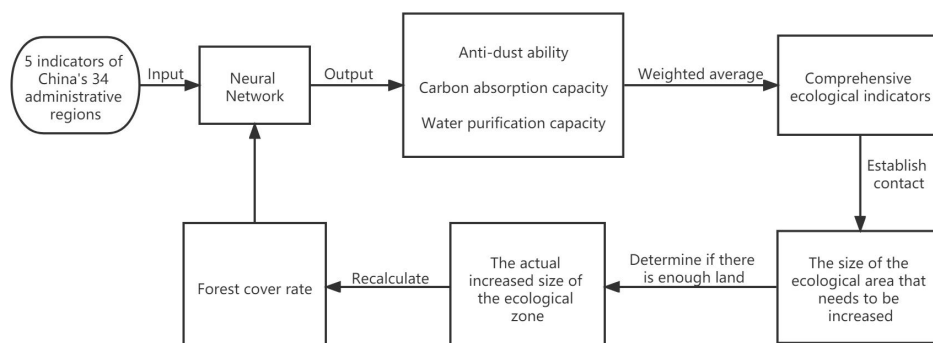 5 indicators of
China's 34
administrative
regions
Input
Neural
Network
Output
Anti-dust ability
Carbon absorption capacity
Water purification capacity
Weighted average
Comprehensive
ecological indicators
Establish
contact
The size of the
ecological area that
needs to be
increased
Determine if there
is enough land
The actual
increased size of
the ecological
zone
Recalculate
Forest cover rate